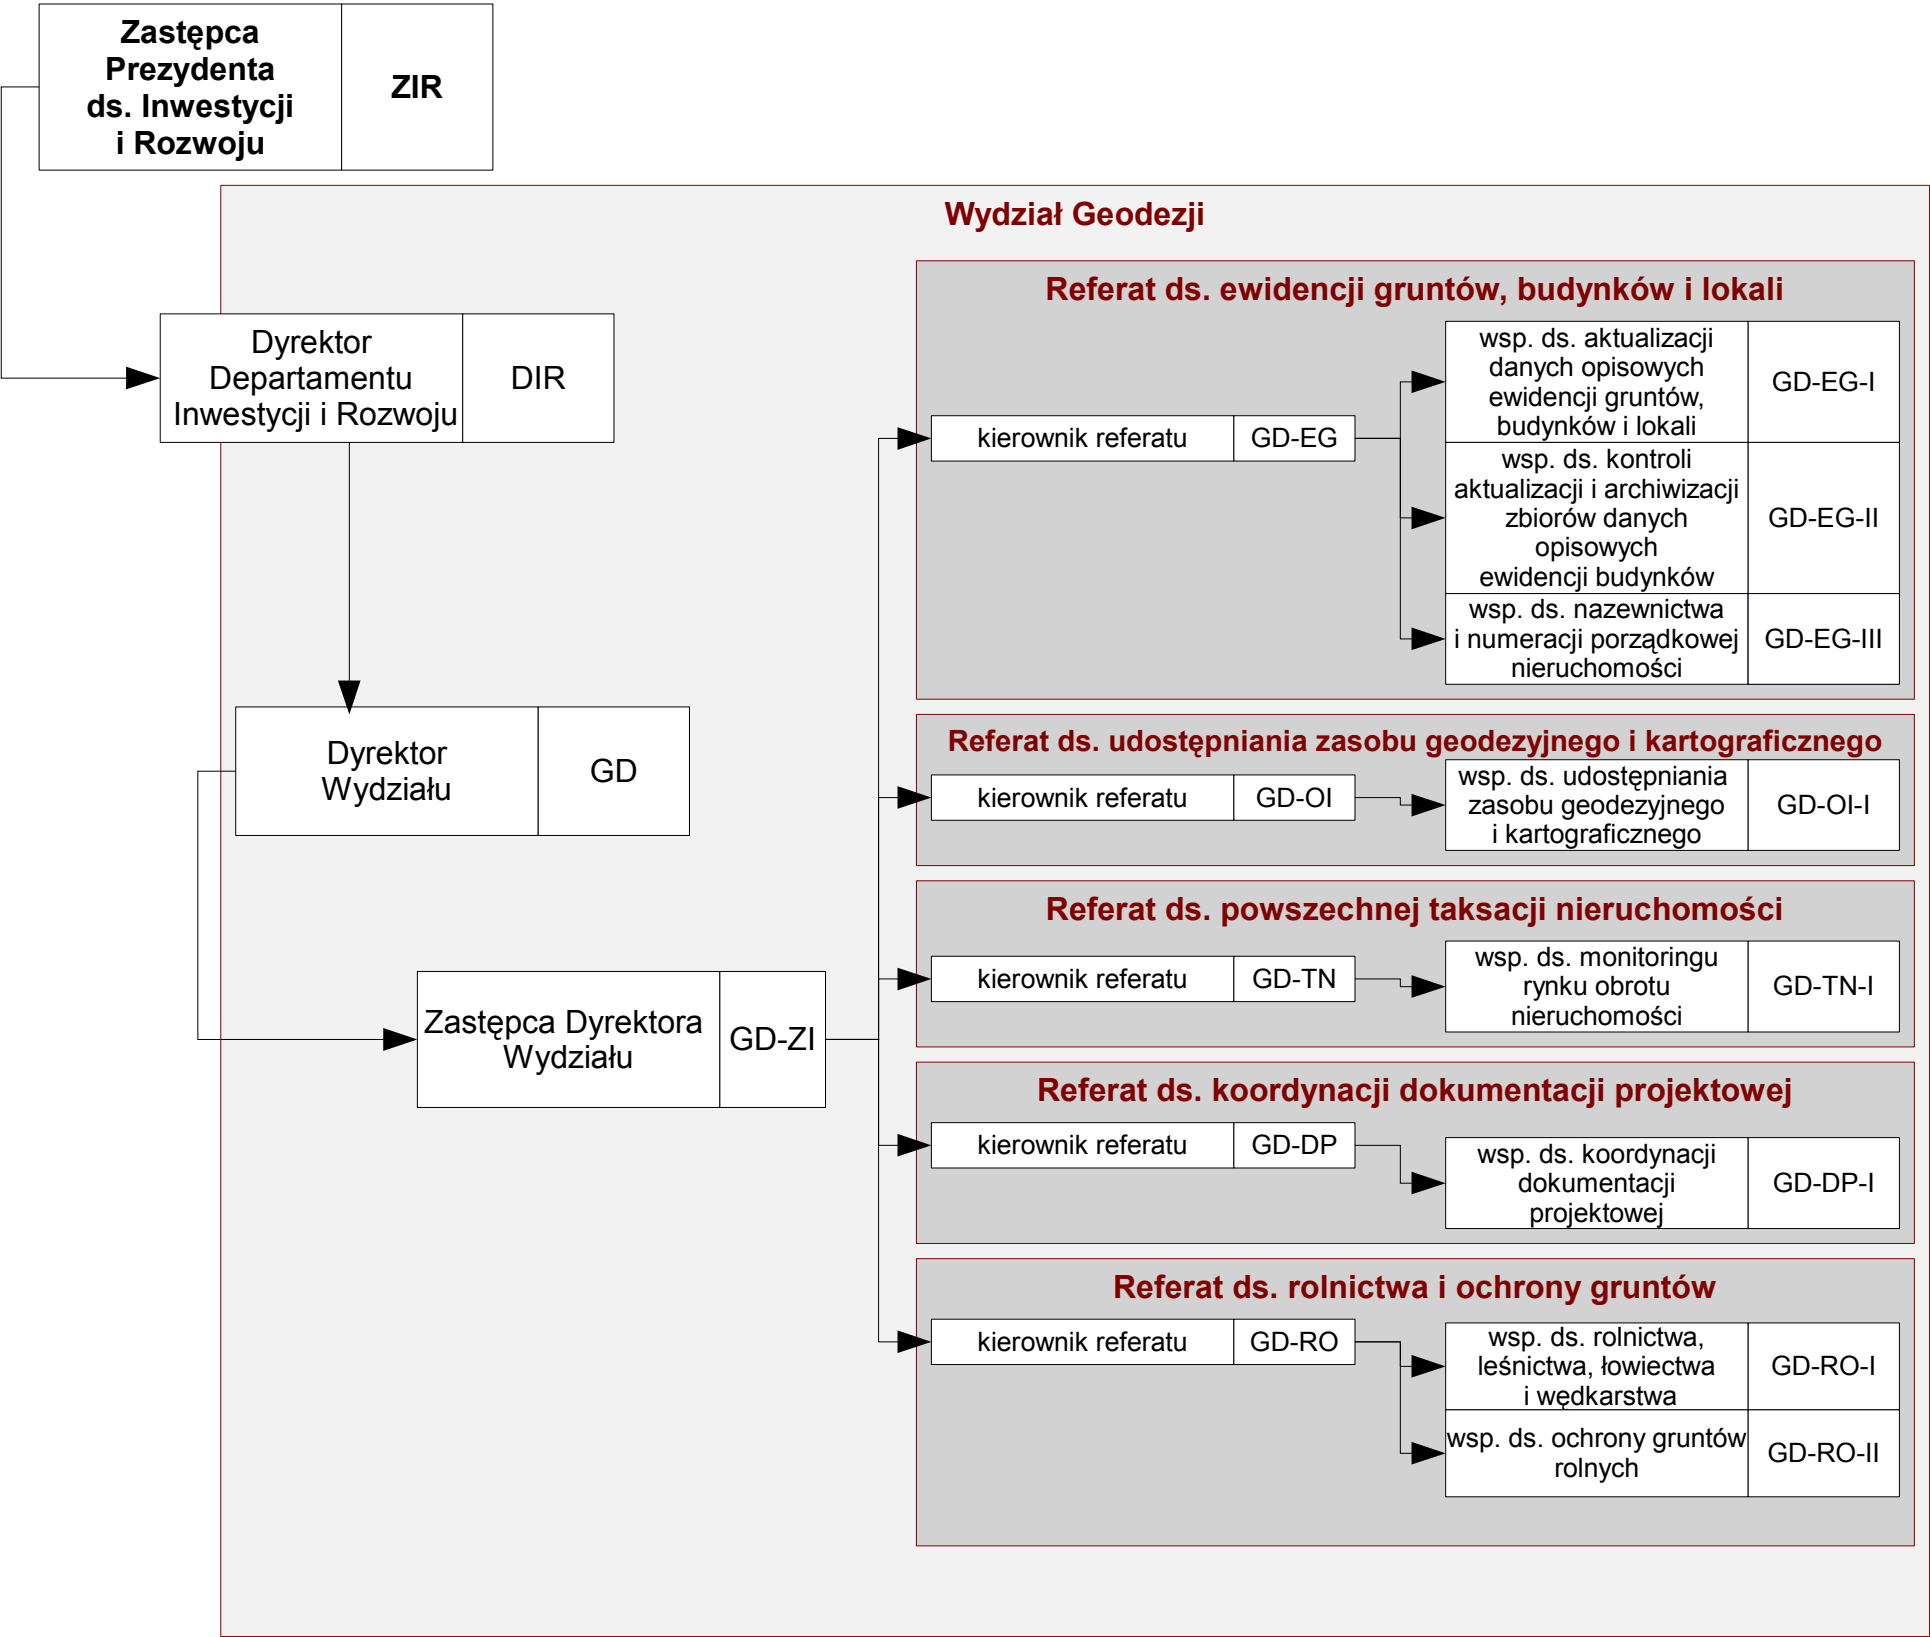 Zastępca
Prezydenta
ds. Inwestycji
i Rozwoju
ZIR
Wydział Geodezji
Dyrektor
Departamentu
Inwestycji i Rozwoju
DIR
Dyrektor
Wydziału
GD
Zastępca Dyrektora
Wydziału
GD-ZI
Referat ds. ewidencji gruntów, budynków i lokali
kierownik referatu
GD-EG
wsp. ds. aktualizacji
danych opisowych
ewidencji gruntów,
budynków i lokali
GD-EG-I
wsp. ds. kontroli
aktualizacji i archiwizacji
zbiorów danych
opisowych
ewidencji budynków
GD-EG-II
wsp. ds. nazewnictwa
i numeracji porządkowej
nieruchomości
GD-EG-III
Referat ds. udostępniania zasobu geodezyjnego i kartograficznego
kierownik referatu
GD-OI
wsp. ds. udostępniania
zasobu geodezyjnego
i kartograficznego
GD-OI-I
Referat ds. powszechnej taksacji nieruchomości
kierownik referatu
GD-TN
wsp. ds. monitoringu
rynku obrotu
nieruchomości
GD-TN-I
Referat ds. koordynacji dokumentacji projektowej
kierownik referatu
GD-DP
wsp. ds. koordynacji
dokumentacji
projektowej
GD-DP-I
Referat ds. rolnictwa i ochrony gruntów
kierownik referatu
GD-RO
wsp. ds. rolnictwa,
leśnictwa, łowiectwa
i wędkarstwa
GD-RO-I
wsp. ds. ochrony gruntów
rolnych
GD-RO-II